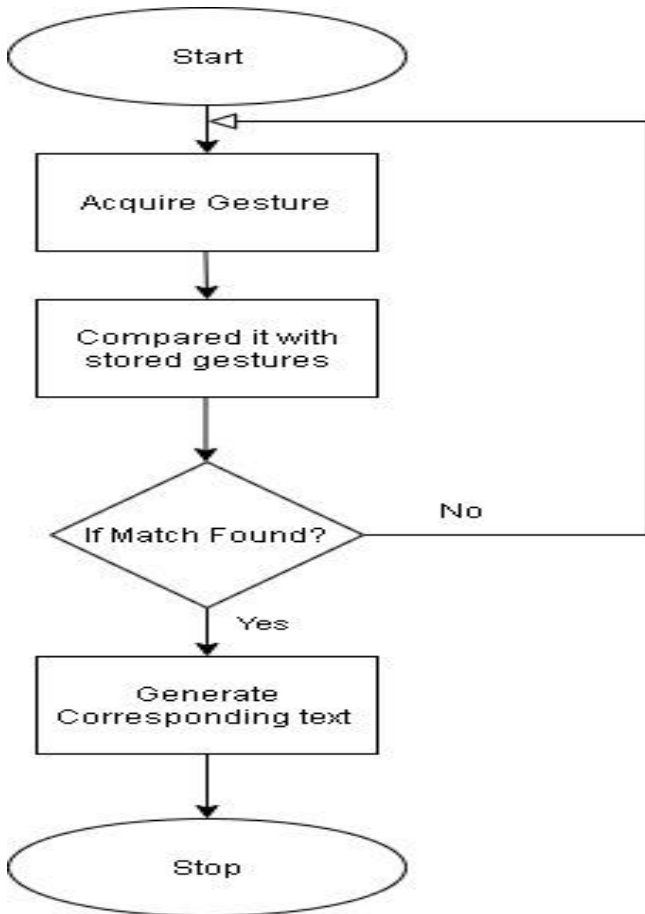 Start
Acquire Gesture
Compared it with
stored gestures
If Match Found?
No
Yes
Generate
Corresponding text
Stop